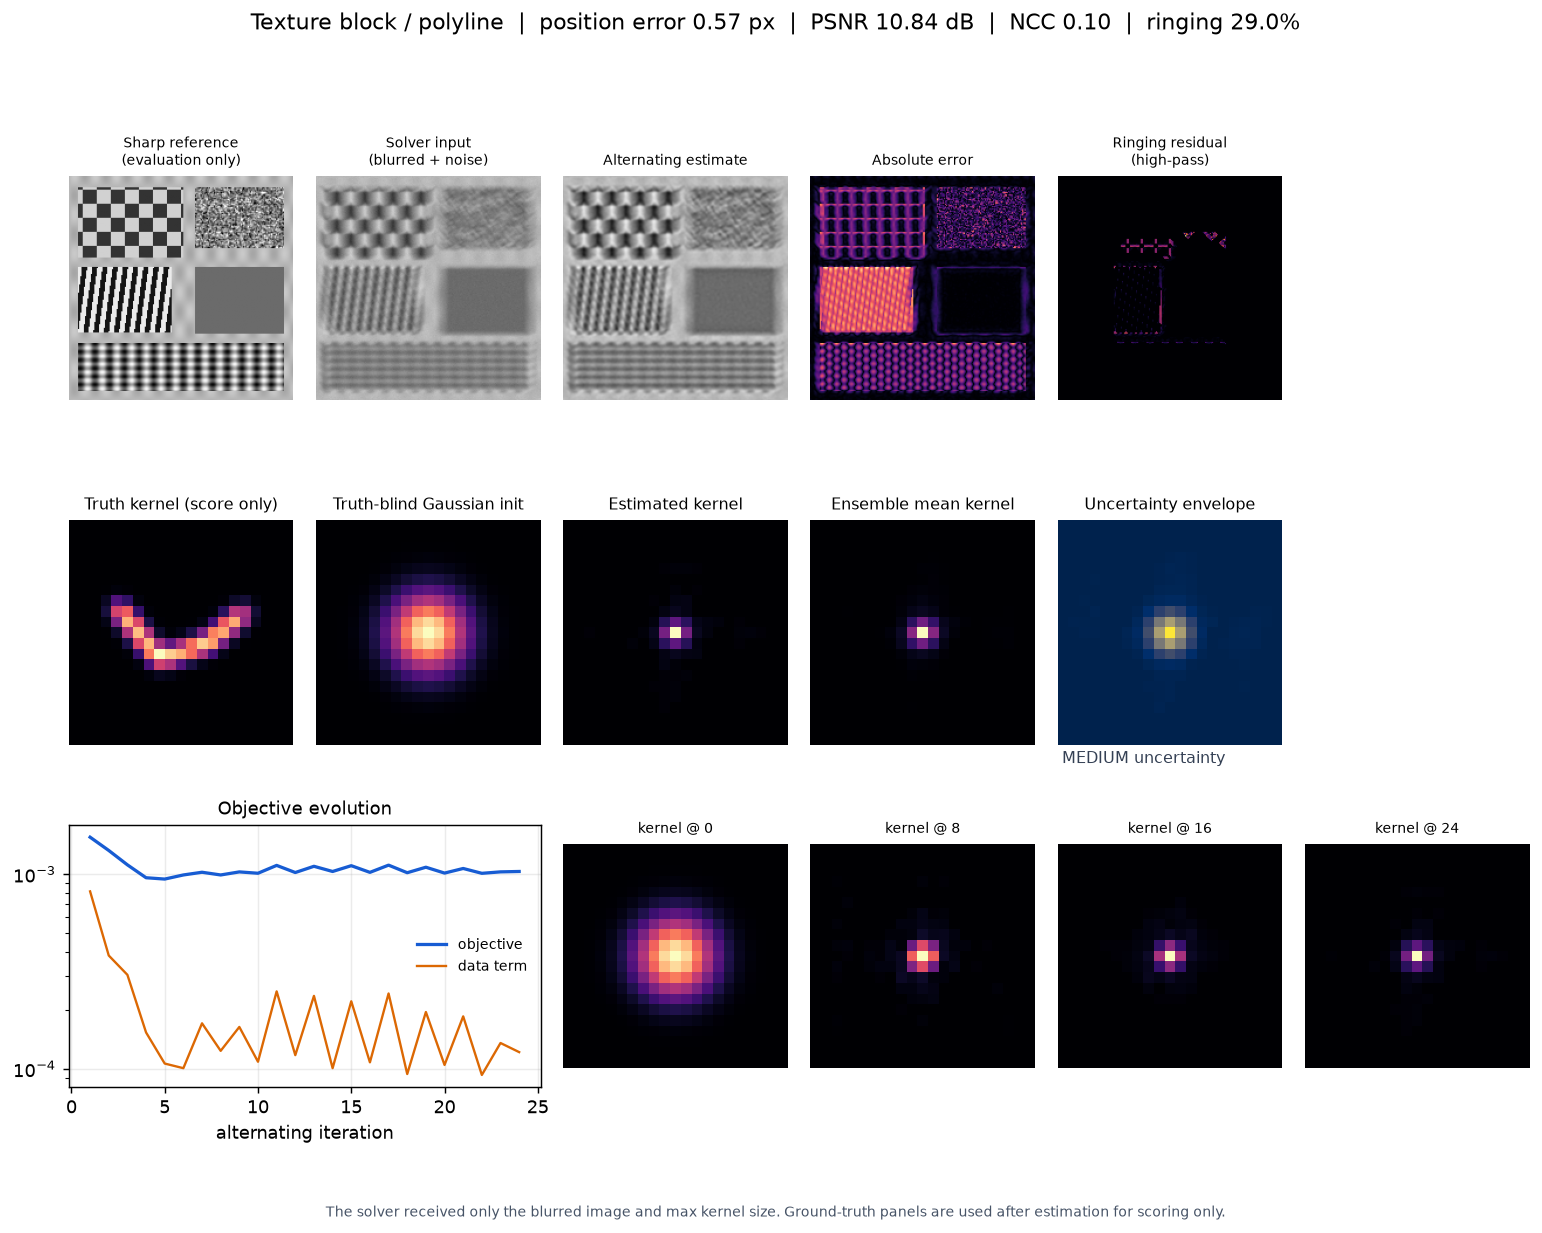 Texture block / polyline | position error 0.57 px | PSNR 10.84 dB | NCC 0.10 | ringing 29.0%
Sharp reference
(evaluation only)
Solver input
(blurred + noise)
Alternating estimate
Absolute error
Ringing residual
(high-pass)
Truth kernel (score only)
Truth-blind Gaussian init
Estimated kernel
Ensemble mean kernel
Uncertainty envelope
MEDIUM uncertainty
Objective evolution
10⁻³
10⁻⁴
objective
data term
0 5 10 15 20 25
alternating iteration
kernel @ 0
kernel @ 8
kernel @ 16
kernel @ 24
The solver received only the blurred image and max kernel size. Ground-truth panels are used after estimation for scoring only.